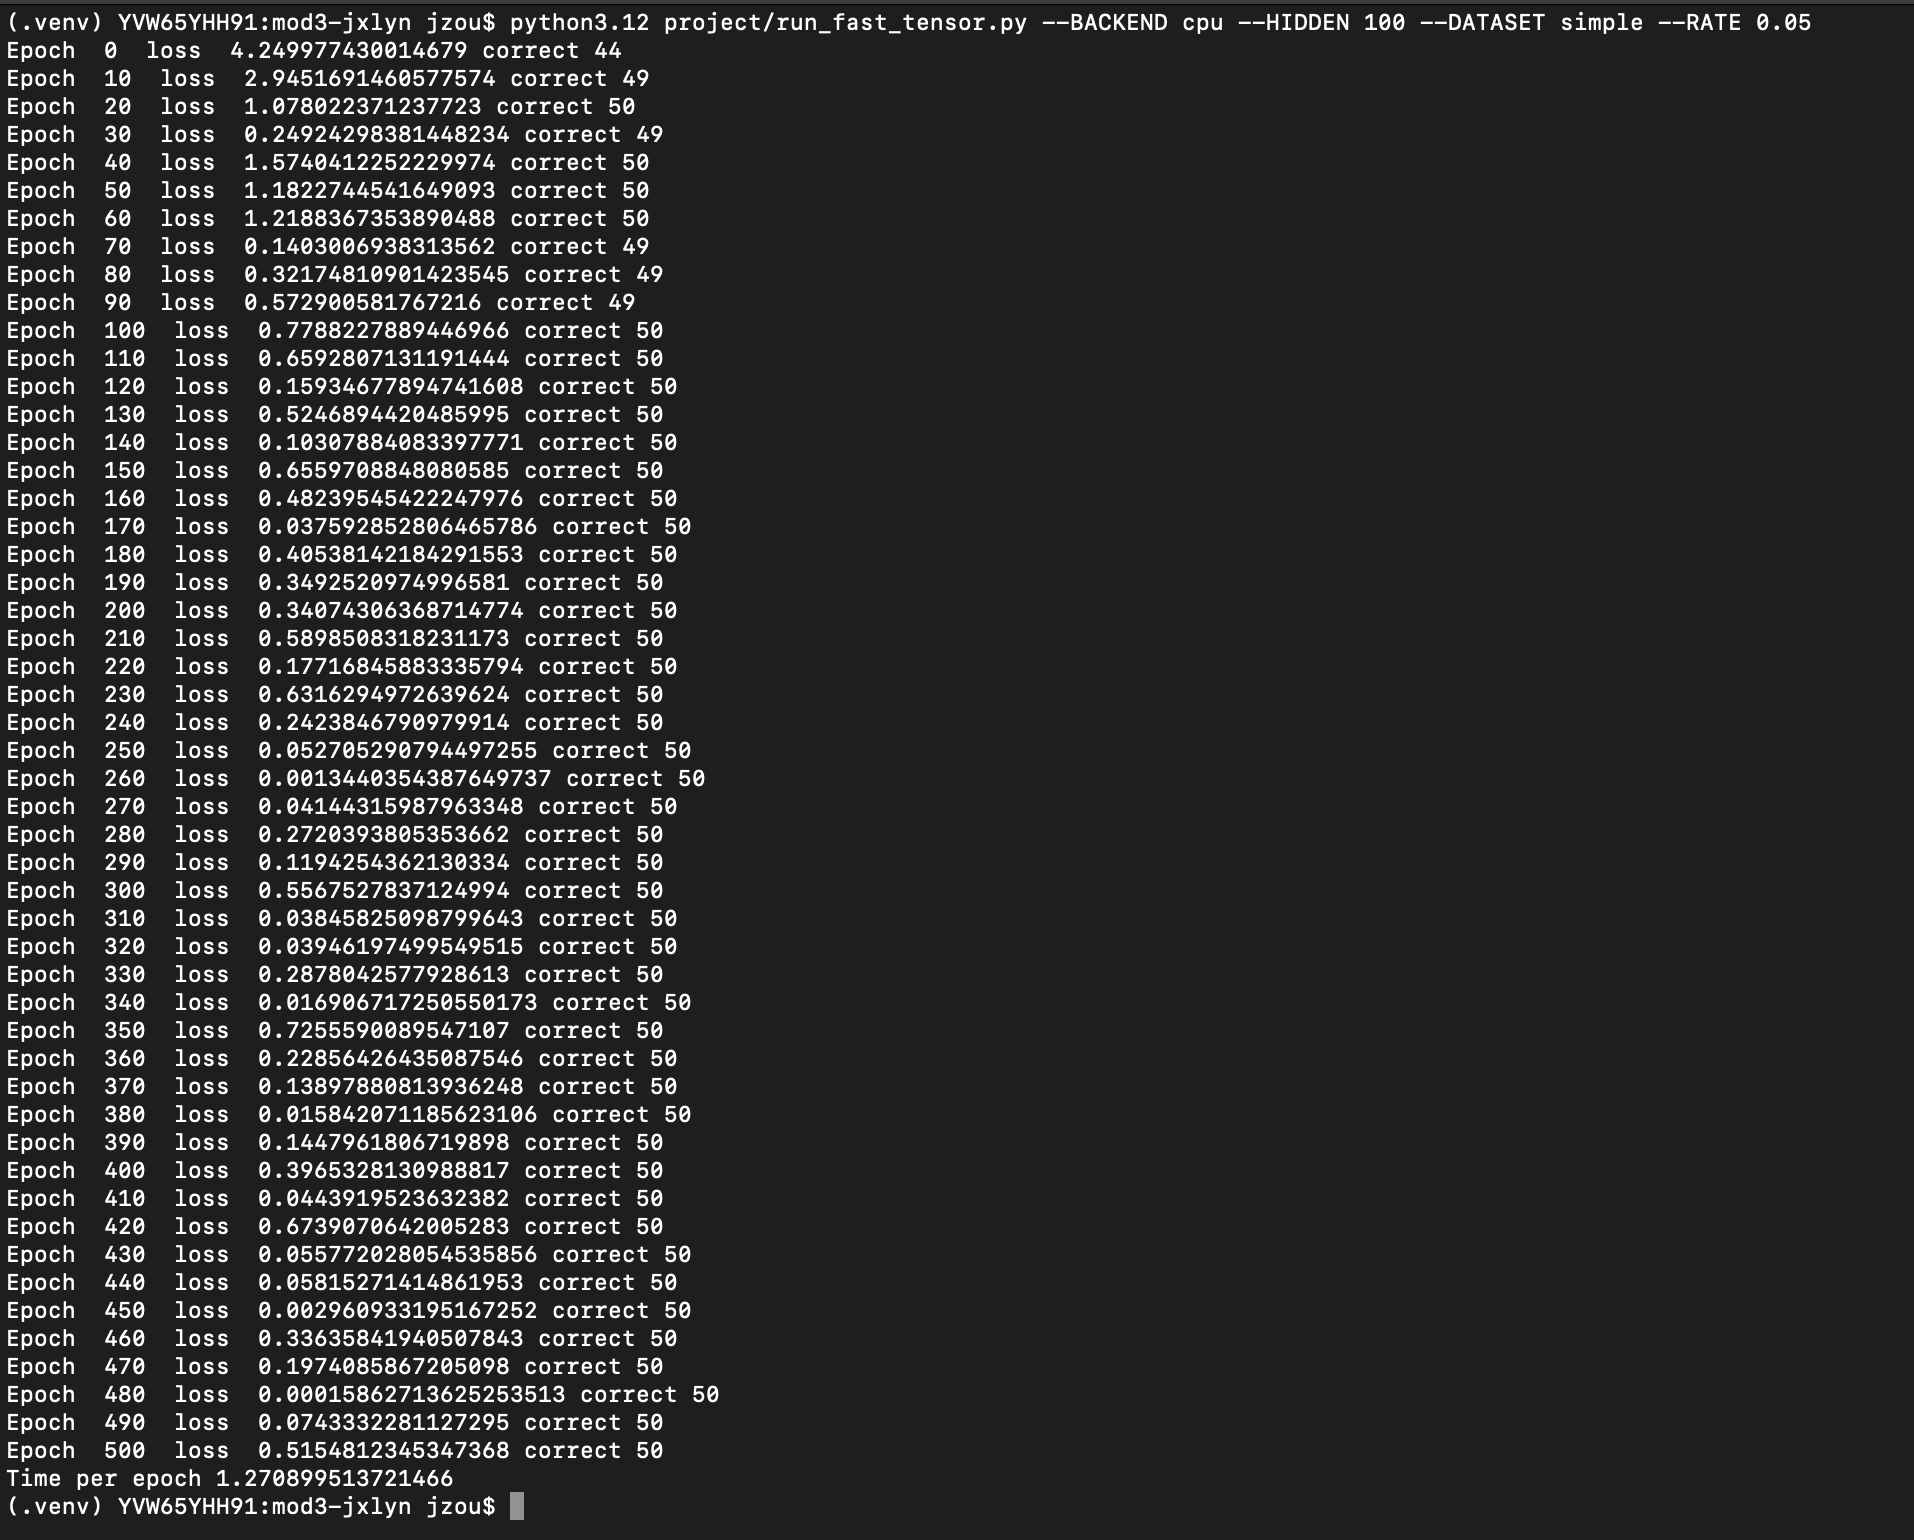 (.venv) YVW65YHH91:mod3-jxlyn jzou$ python3.12 project/run_fast_tensor.py --BACKEND cpu --HIDDEN 100 --DATASET simple --RATE 0.05
Epoch  0  loss  4.249977430014679 correct 44
Epoch  10  loss  2.9451691460577574 correct 49
Epoch  20  loss  1.078022371237723 correct 50
Epoch  30  loss  0.24924298381448234 correct 49
Epoch  40  loss  1.5740412252229974 correct 50
Epoch  50  loss  1.1822744541649093 correct 50
Epoch  60  loss  1.2188367353890488 correct 50
Epoch  70  loss  0.1403006938313562 correct 49
Epoch  80  loss  0.32174810901423545 correct 49
Epoch  90  loss  0.572900581767216 correct 49
Epoch  100  loss  0.7788227889446966 correct 50
Epoch  110  loss  0.6592807131191444 correct 50
Epoch  120  loss  0.15934677894741608 correct 50
Epoch  130  loss  0.5246894420485995 correct 50
Epoch  140  loss  0.10307884083397771 correct 50
Epoch  150  loss  0.6559708848080585 correct 50
Epoch  160  loss  0.48239545422247976 correct 50
Epoch  170  loss  0.037592852806465786 correct 50
Epoch  180  loss  0.40538142184291553 correct 50
Epoch  190  loss  0.3492520974996581 correct 50
Epoch  200  loss  0.34074306368714774 correct 50
Epoch  210  loss  0.5898508318231173 correct 50
Epoch  220  loss  0.17716845883335794 correct 50
Epoch  230  loss  0.6316294972639624 correct 50
Epoch  240  loss  0.2423846790979914 correct 50
Epoch  250  loss  0.052705290794497255 correct 50
Epoch  260  loss  0.0013440354387649737 correct 50
Epoch  270  loss  0.04144315987963348 correct 50
Epoch  280  loss  0.2720393805353662 correct 50
Epoch  290  loss  0.1194254362130334 correct 50
Epoch  300  loss  0.5567527837124994 correct 50
Epoch  310  loss  0.03845825098799643 correct 50
Epoch  320  loss  0.03946197499549515 correct 50
Epoch  330  loss  0.2878042577928613 correct 50
Epoch  340  loss  0.016906717250550173 correct 50
Epoch  350  loss  0.7255590089547107 correct 50
Epoch  360  loss  0.22856426435087546 correct 50
Epoch  370  loss  0.13897880813936248 correct 50
Epoch  380  loss  0.015842071185623106 correct 50
Epoch  390  loss  0.1447961806719898 correct 50
Epoch  400  loss  0.3965328130988817 correct 50
Epoch  410  loss  0.0443919523632382 correct 50
Epoch  420  loss  0.6739070642005283 correct 50
Epoch  430  loss  0.055772028054535856 correct 50
Epoch  440  loss  0.05815271414861953 correct 50
Epoch  450  loss  0.002960933195167252 correct 50
Epoch  460  loss  0.33635841940507843 correct 50
Epoch  470  loss  0.1974085867205098 correct 50
Epoch  480  loss  0.00015862713625253513 correct 50
Epoch  490  loss  0.0743332281127295 correct 50
Epoch  500  loss  0.5154812345347368 correct 50
Time per epoch 1.270899513721466
(.venv) YVW65YHH91:mod3-jxlyn jzou$